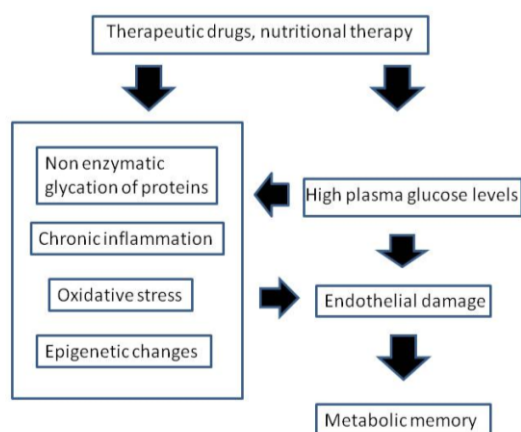 Therapeutic drugs, nutritional therapy
Non enzymatic
glycation of proteins
High plasma glucose levels
Chronic inflammation
Oxidative stress
Endothelial damage
Epigenetic changes
Metabolic memory